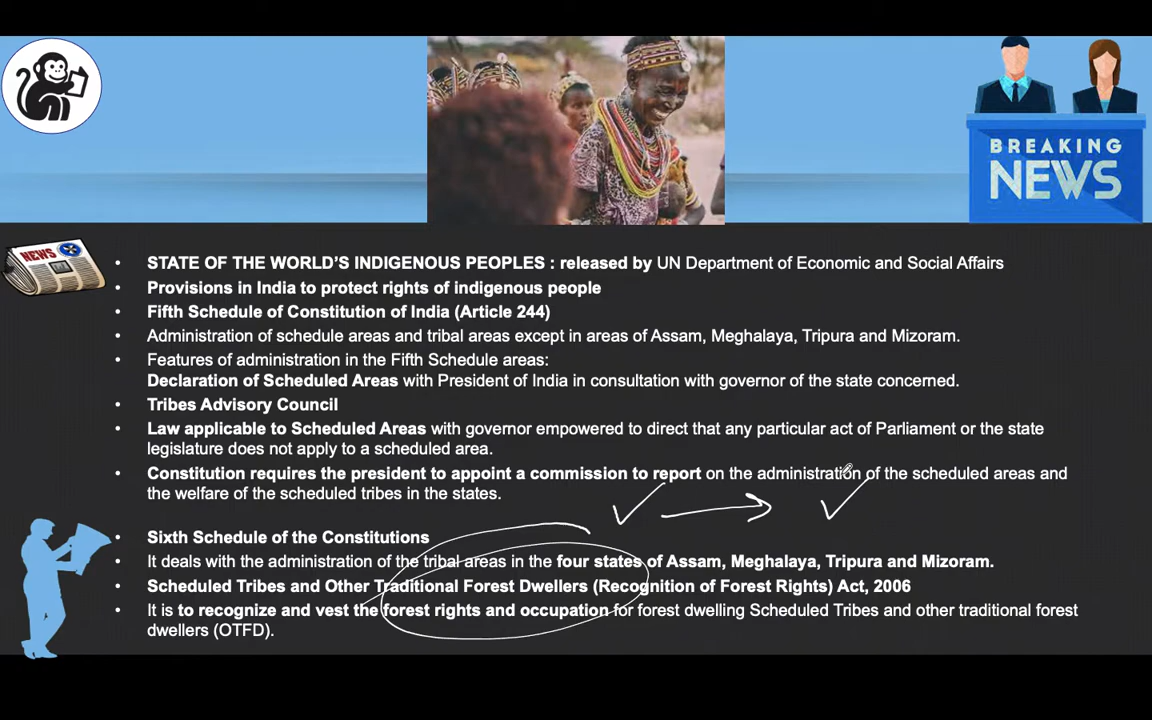 BREAKING
NEWS
NEWS
• STATE OF THE WORLD'S INDIGENOUS PEOPLES : released by UN Department of Economic and Social Affairs
• Provisions in India to protect rights of indigenous people
• Fifth Schedule of Constitution of India (Article 244)
• Administration of schedule areas and tribal areas except in areas of Assam, Meghalaya, Tripura and Mizoram.
• Features of administration in the Fifth Schedule areas:
Declaration of Scheduled Areas with President of India in consultation with governor of the state concerned.
• Tribes Advisory Council
• Law applicable to Scheduled Areas with governor empowered to direct that any particular act of Parliament or the state
legislature does not apply to a scheduled area.
• Constitution requires the president to appoint a commission to report on the administration of the scheduled areas and
the welfare of the scheduled tribes in the states.
• Sixth Schedule of the Constitutions
• It deals with the administration of the tribal areas in the four states of Assam, Meghalaya, Tripura and Mizoram.
• Scheduled Tribes and Other Traditional Forest Dwellers (Recognition of Forest Rights) Act, 2006
• It is to recognize and vest the forest rights and occupation for forest dwelling Scheduled Tribes and other traditional forest
dwellers (OTFD).